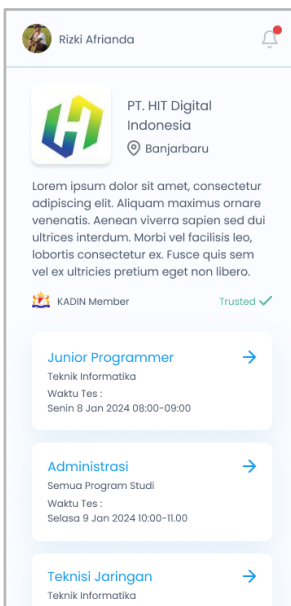 Rizki Afrianda
PT. HIT Digital
Indonesia
Banjarbaru
Lorem ipsum dolor sit amet, consectetur
adipiscing elit. Aliquam maximus ornare
venenatis. Aenean viverra sapien sed dui
ultrices interdum. Morbi vel facilisis leo,
lobortis consectetur ex. Fusce quis sem
vel ex ultricies pretium eget non libero.
KADIN Member Trusted
Junior Programmer
Teknik Informatika
Waktu Tes :
Senin 8 Jan 2024 08:00-09:00
Administrasi
Semua Program Studi
Waktu Tes :
Selasa 9 Jan 2024 10:00-11.00
Teknisi Jaringan
Teknik Informatika